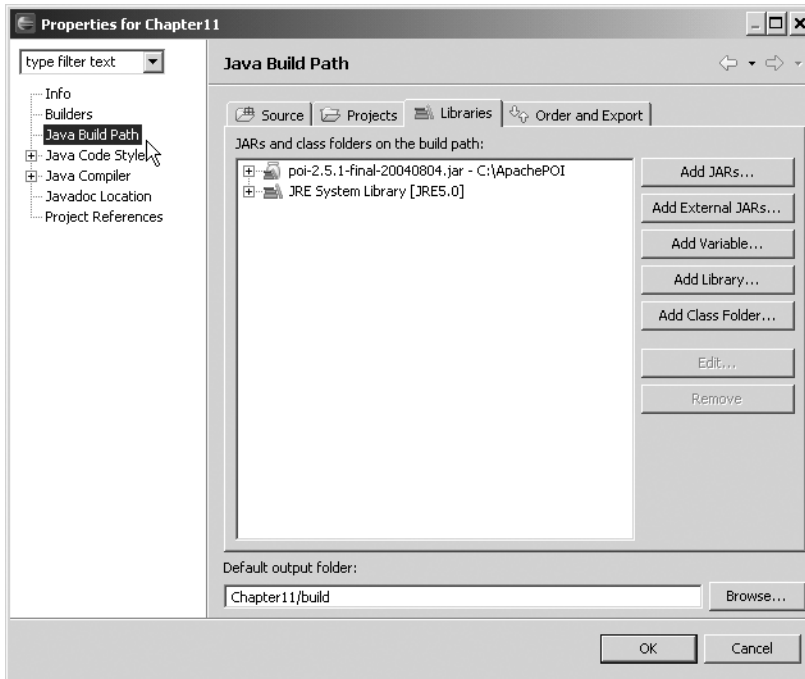 Properties for Chapter11
type filter text
Info
Builders
Java Build Path
Java Code Style
Java Compiler
Javadoc Location
Project References
Java Build Path
Source
Projects
Libraries
Order and Export
JARs and class folders on the build path:
poi-2.5.1-final-20040804.jar - C:\ApachePOI
JRE System Library [JRE5.0]
Add JARs...
Add External JARs...
Add Variable...
Add Library...
Add Class Folder...
Edit...
Remove
Default output folder:
Chapter11/build
Browse...
OK
Cancel